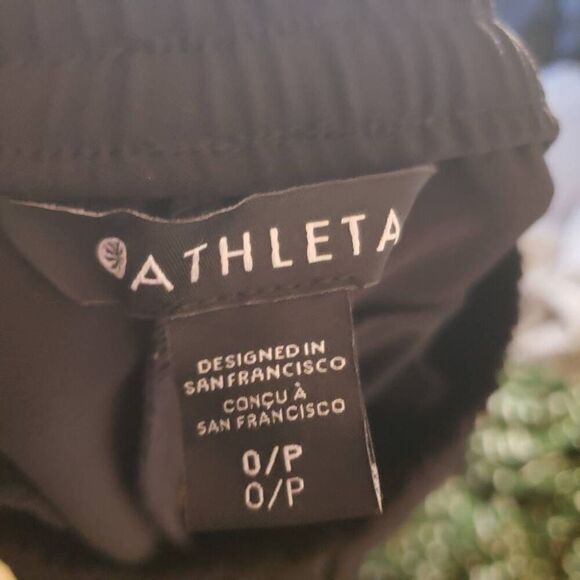 ATHLETA
DESIGNED IN
SAN FRANCISCO
CONÇU À
SAN FRANCISCO
0/P
0/P